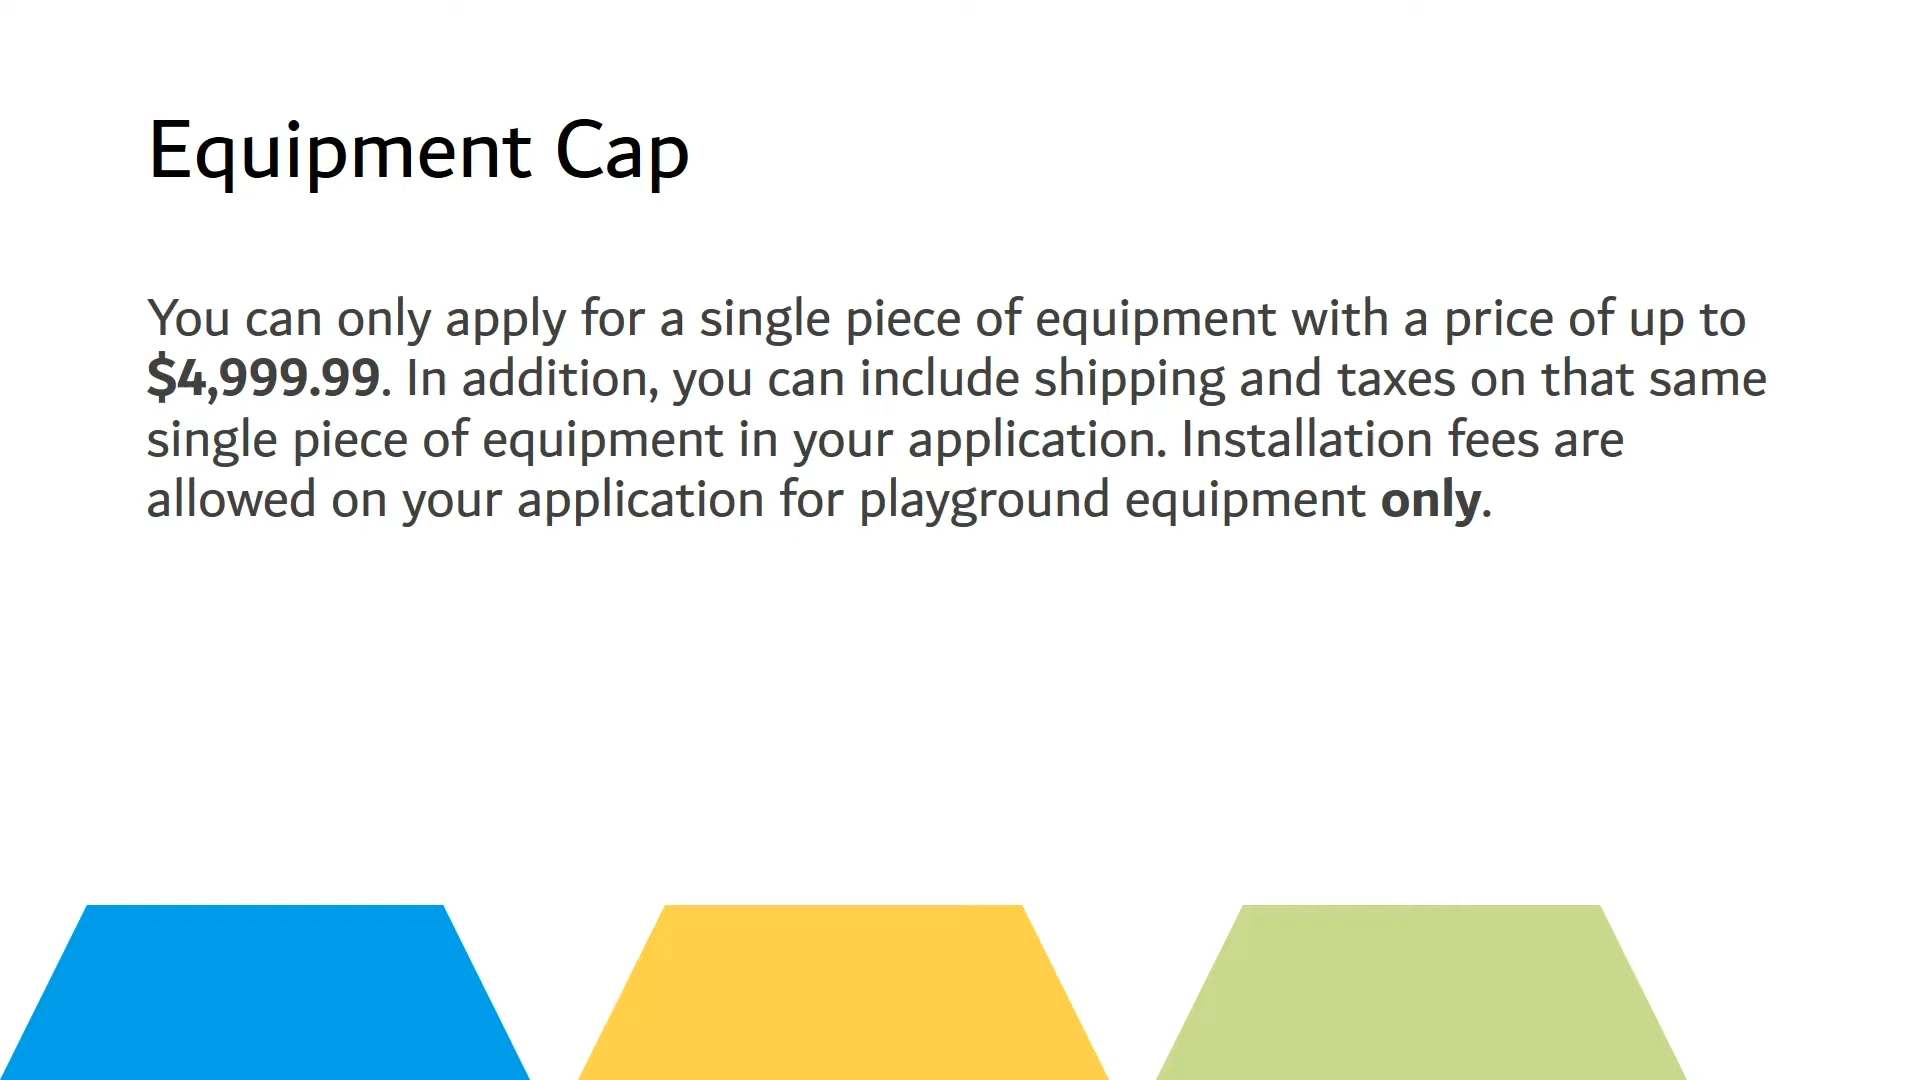 Equipment Cap
You can only apply for a single piece of equipment with a price of up to
$4,999.99. In addition, you can include shipping and taxes on that same
single piece of equipment in your application. Installation fees are
allowed on your application for playground equipment only.